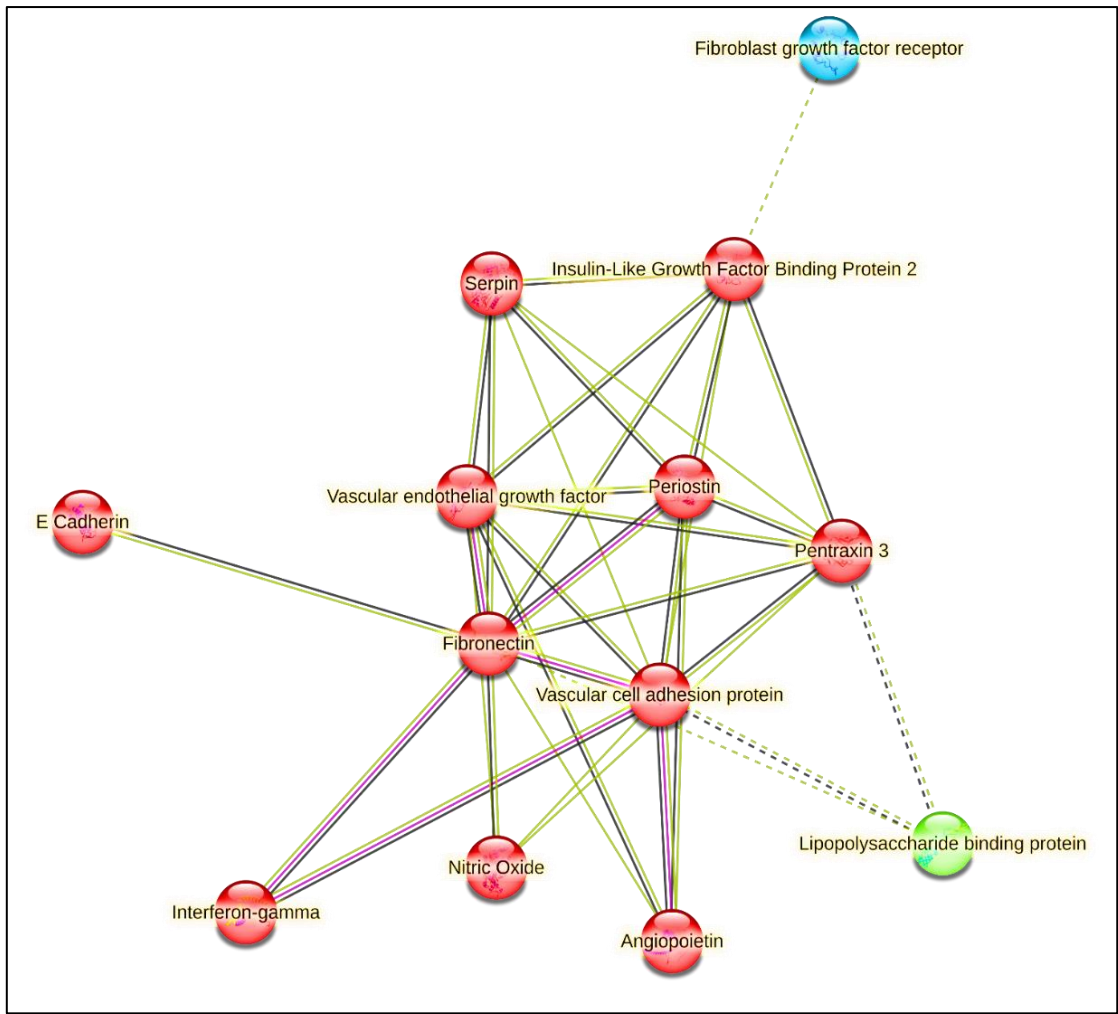 Fibroblast growth factor receptor
Insulin-Like Growth Factor Binding Protein 2
Serpin
Vascular endothelial growth factor
Periostin
E Cadherin
Pentraxin 3
Fibronectin
Vascular cell adhesion protein
Lipopolysaccharide binding protein
Nitric Oxide
Interferon-gamma
Angiopoietin